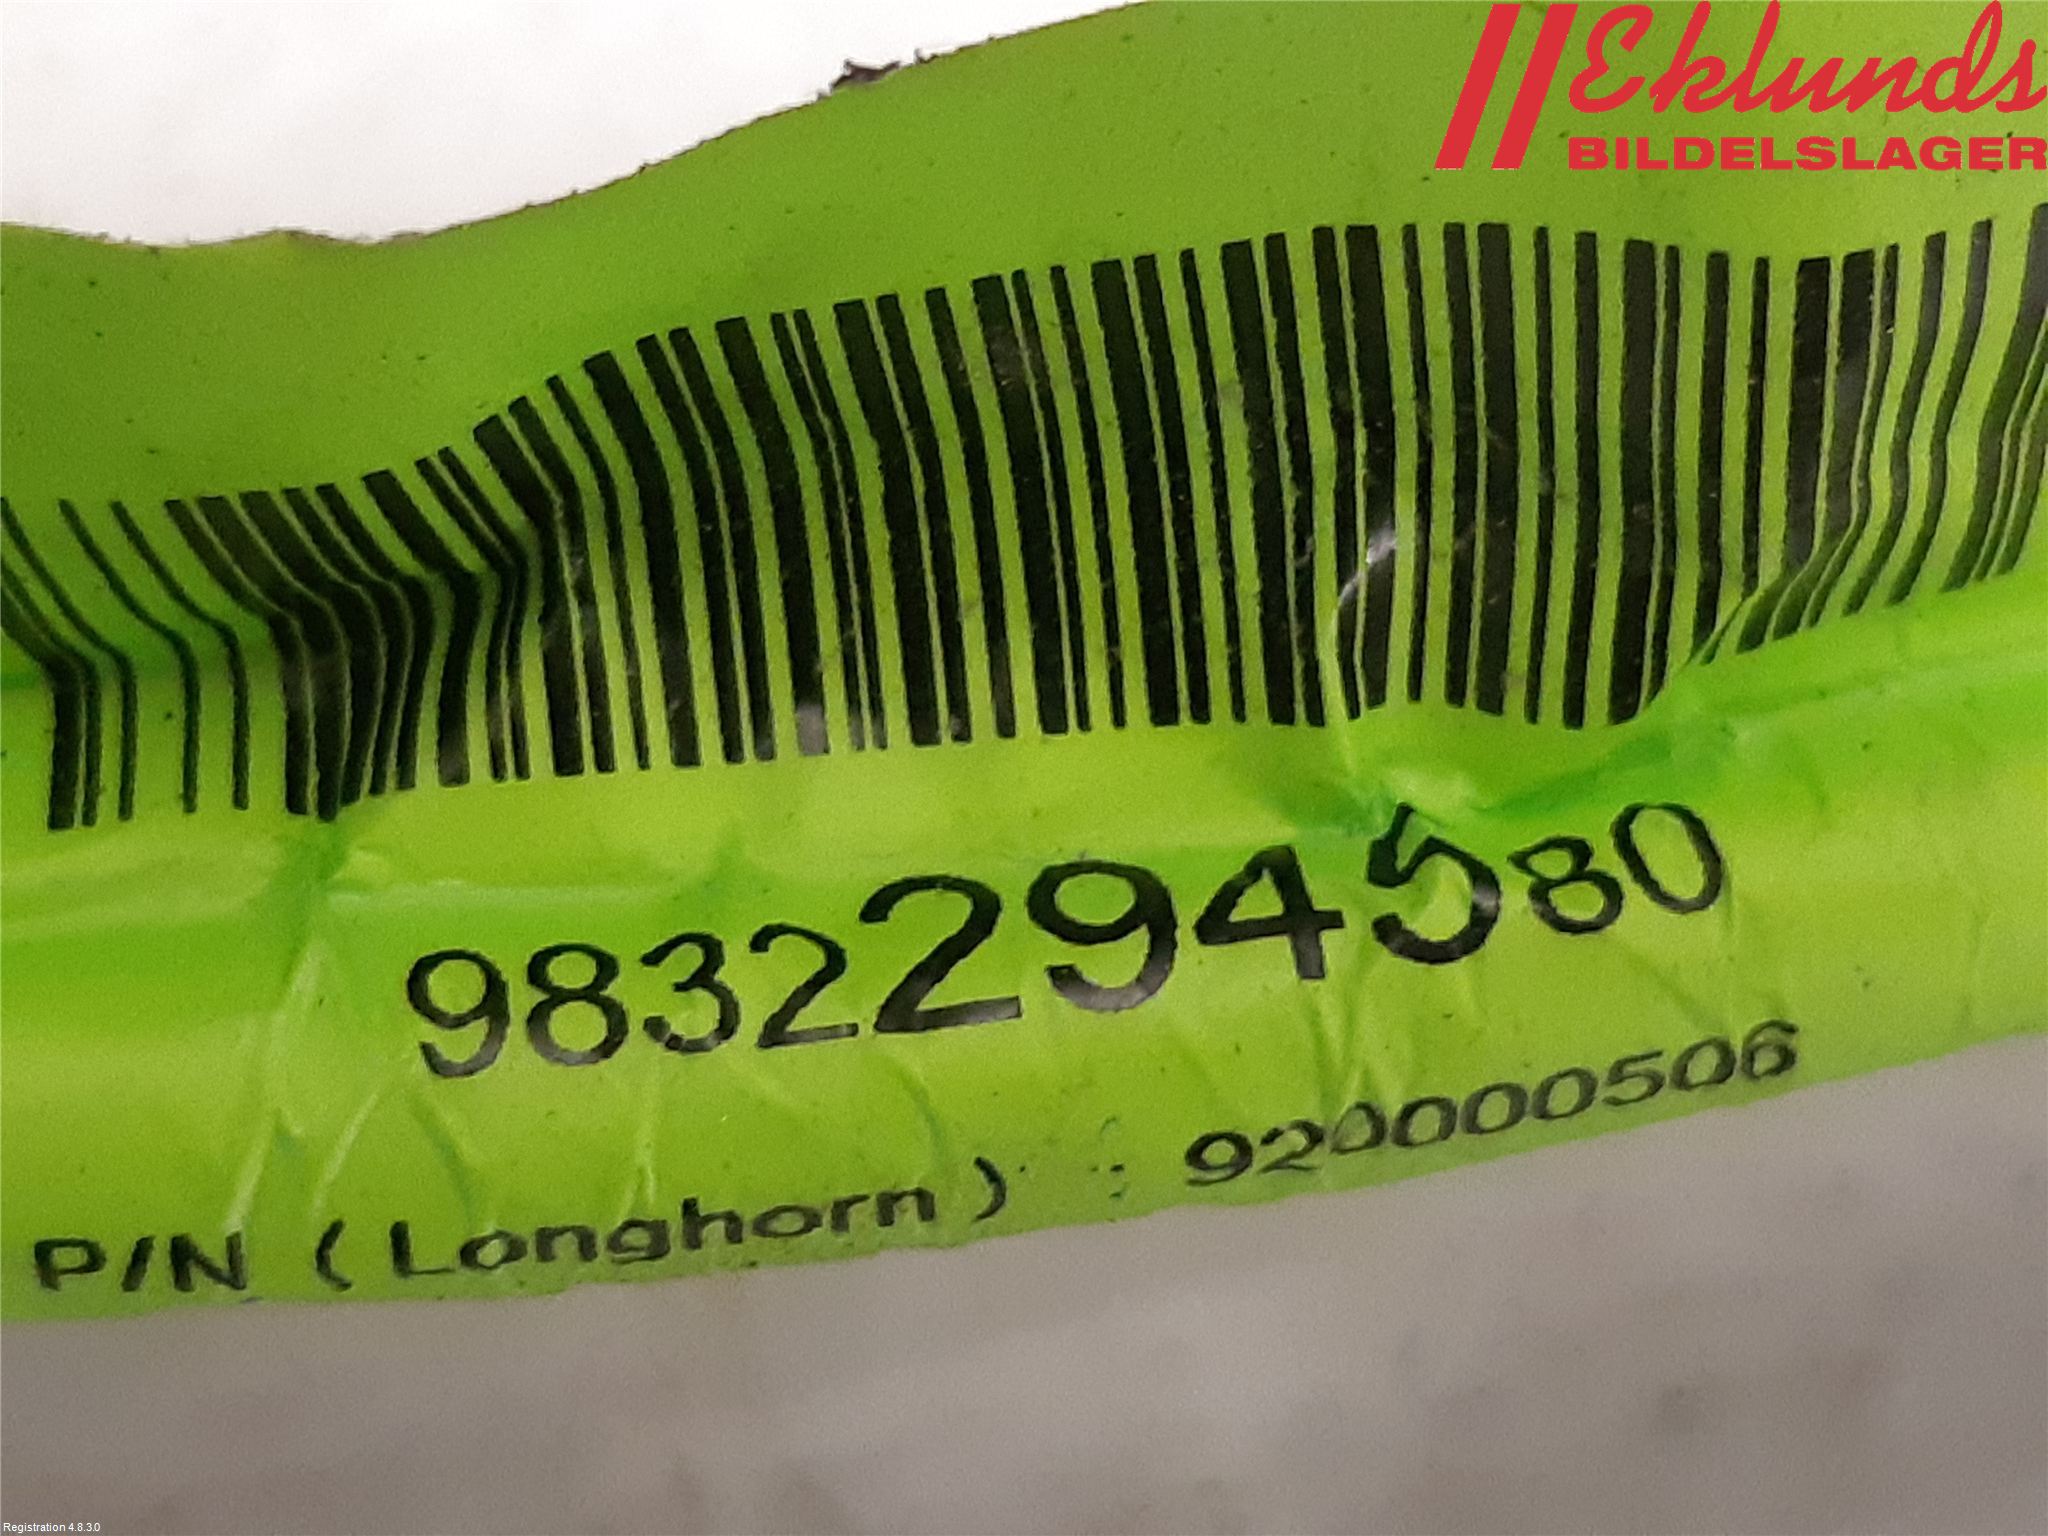 Eklunds
BILDELSLAGER
9832294580
P/N (Longhorn) : 920000506
Registration 4.8.3.0